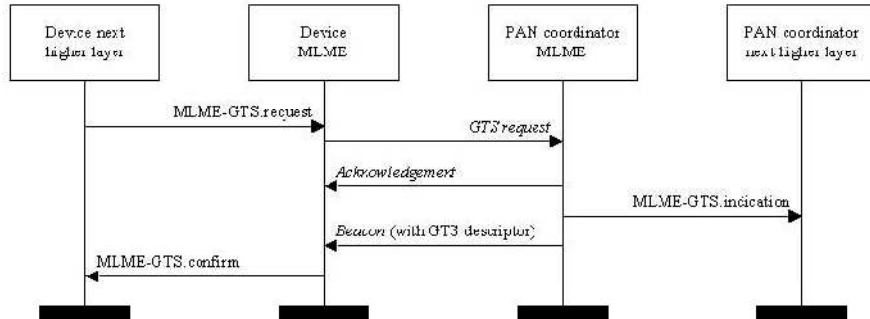 Device next
higher layer
Device
MLME
PAN coordinator
MLME
PAN coordinator
next higher layer
MLME-GTS.request
GTS request
Acknowledgement
MLME-GTS.indication
Beacon (with GTS descriptor)
MLME-GTS.confirm